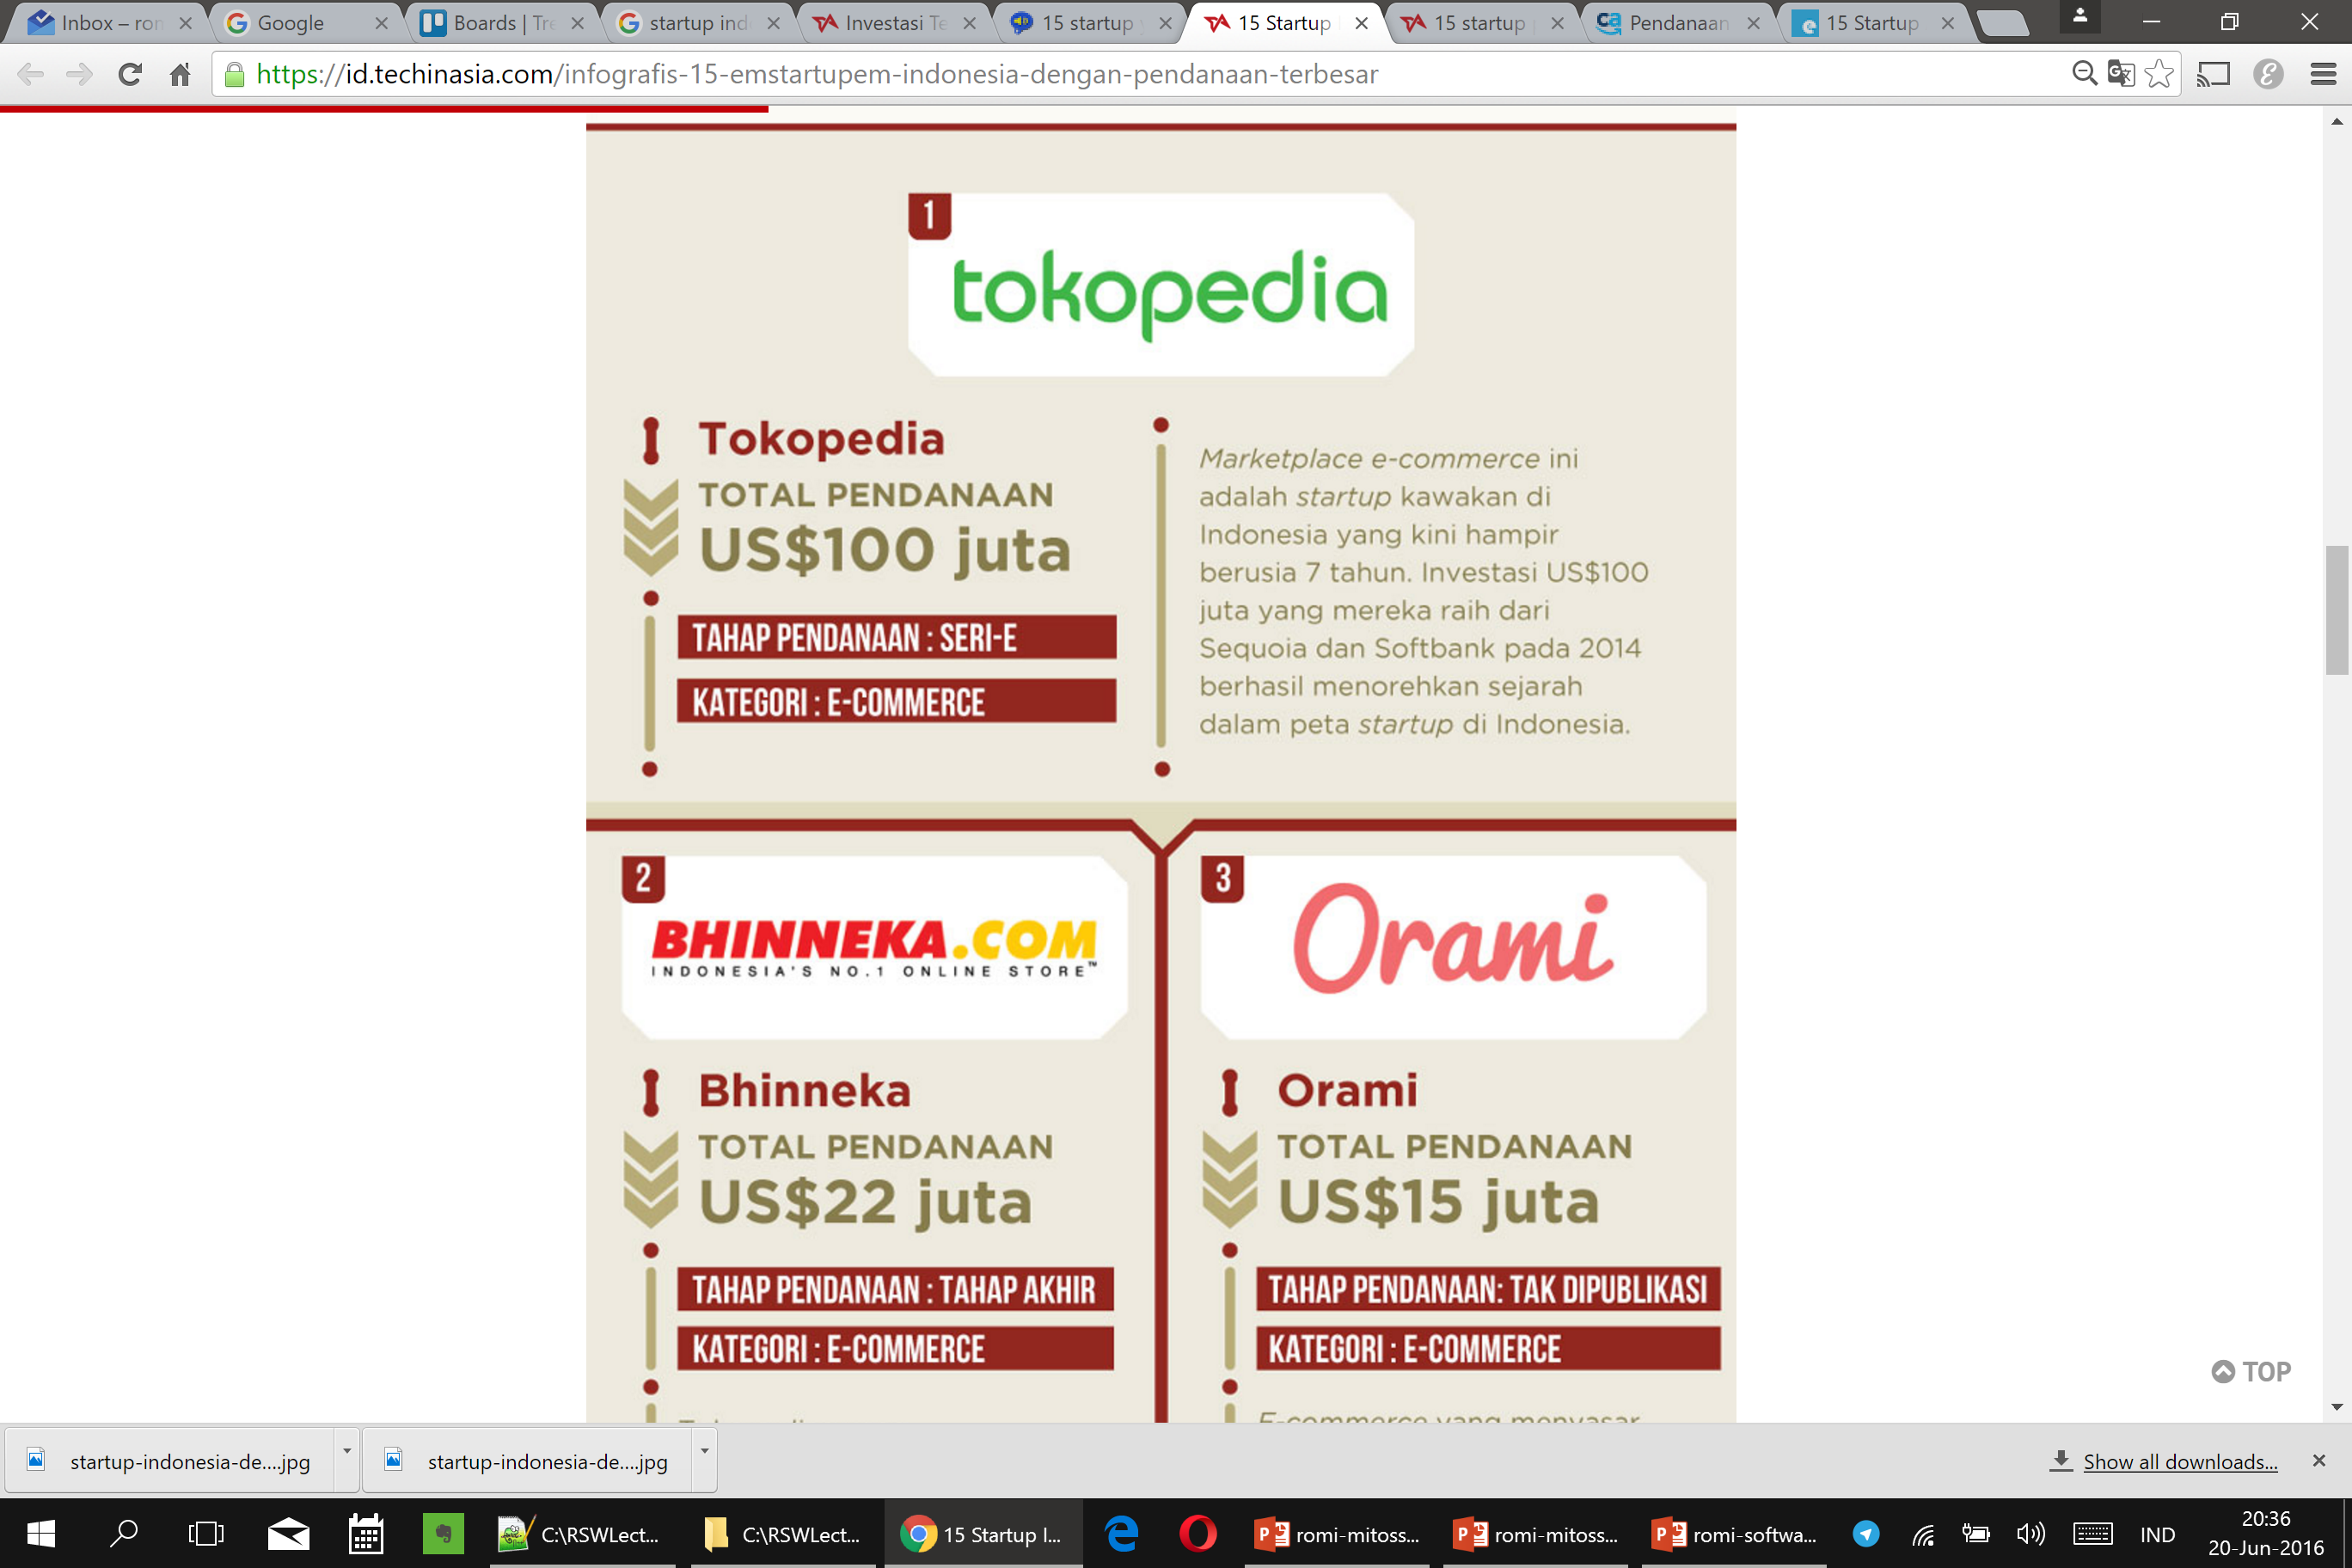 Inbox – ron
Google
Boards | Tre
startup ind
Investasi Te
15 startup y
15 Startup
15 startup
Pendanaan
15 Startup
https://id.techinasia.com/infografis-15-emstartupem-indonesia-dengan-pendanaan-terbesar
1
tokopedia
Tokopedia
TOTAL PENDANAAN
US$100 juta
TAHAP PENDANAAN : SERI-E
KATEGORI : E-COMMERCE
Marketplace e-commerce ini
adalah startup kawakan di
Indonesia yang kini hampir
berusia 7 tahun. Investasi US$100
juta yang mereka raih dari
Sequoia dan Softbank pada 2014
berhasil menorehkan sejarah
dalam peta startup di Indonesia.
2
BHINNEKA.COM
INDONESIA'S NO.1 ONLINE STORE™
Bhinneka
TOTAL PENDANAAN
US$22 juta
TAHAP PENDANAAN : TAHAP AKHIR
KATEGORI : E-COMMERCE
3
Orami
Orami
TOTAL PENDANAAN
US$15 juta
TAHAP PENDANAAN: TAK DIPUBLIKASI
KATEGORI : E-COMMERCE
E-commerce yang menyasar
TOP
startup-indonesia-de....jpg
startup-indonesia-de....jpg
Show all downloads...
C:\RSWLect...
C:\RSWLect...
15 Startup I...
romi-mitoss...
romi-mitoss...
romi-softwa...
IND
20:36
20-Jun-2016